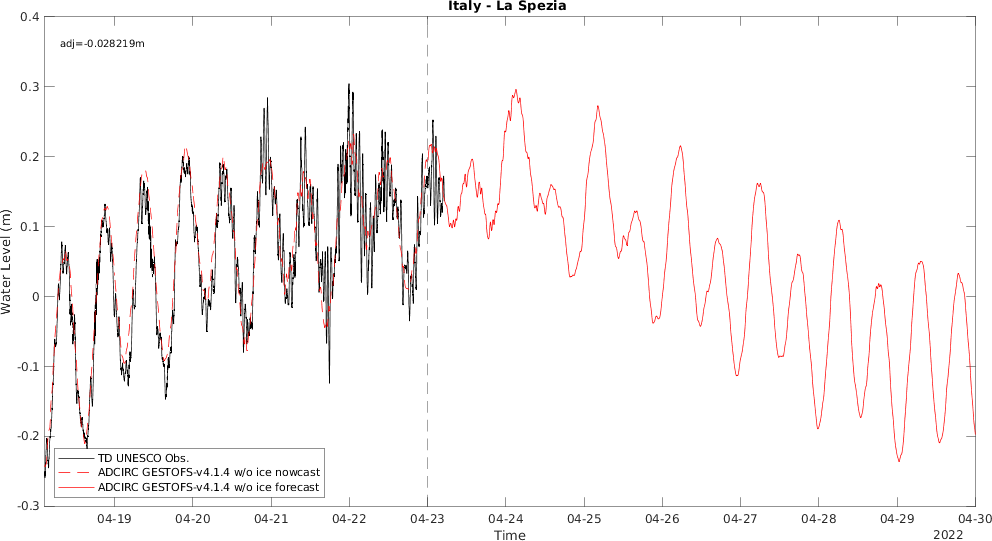 Italy - La Spezia
adj=-0.028219m
0.4
0.3
0.2
0.1
0
-0.1
-0.2
-0.3
Water Level (m)
TD UNESCO Obs.
ADCIRC GESTOFS-v4.1.4 w/o ice nowcast
ADCIRC GESTOFS-v4.1.4 w/o ice forecast
04-19 04-20 04-21 04-22 04-23 04-24 04-25 04-26 04-27 04-28 04-29 04-30
Time
2022